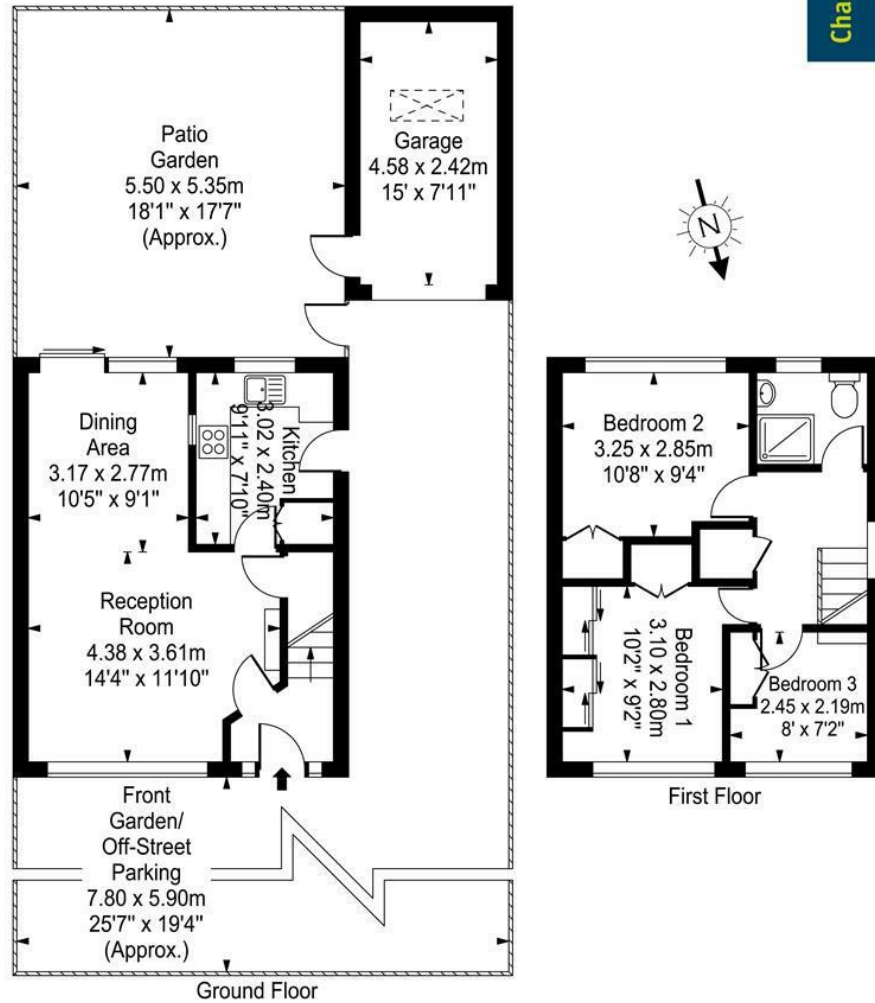 Cha
Patio
Garden
5.50 x 5.35m
18'1" x 17'7"
(Approx.)
Garage
4.58 x 2.42m
15' x 7'11"
N
Dining
Area
3.17 x 2.77m
10'5" x 9'1"
Kitchen
3.02 x 2.40m
9'11" x 7'10"
Reception
Room
4.38 x 3.61m
14'4" x 11'10"
Front
Garden/
Off-Street
Parking
7.80 x 5.90m
25'7" x 19'4"
(Approx.)
Ground Floor
Bedroom 2
3.25 x 2.85m
10'8" x 9'4"
Bedroom 1
3.10 x 2.80m
10'2" x 9'2"
Bedroom 3
2.45 x 2.19m
8' x 7'2"
First Floor